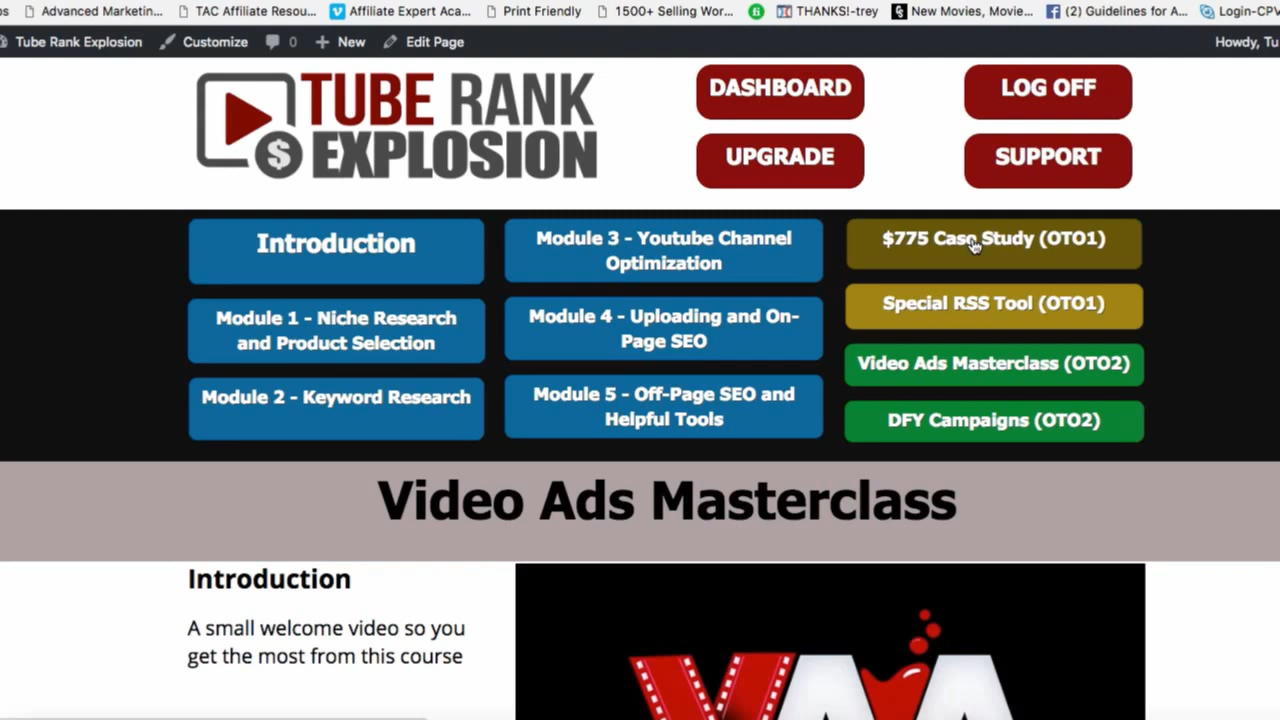 Advanced Marketin... TAC Affiliate Resou... Affiliate Expert Aca... Print Friendly 1500+ Selling Wor... fi THANKS!-trey New Movies, Movie... (2) Guidelines for A... Login-CPV
Tube Rank Explosion Customize 0 New Edit Page Howdy, Tu
TUBE RANK
EXPLOSION
DASHBOARD
LOG OFF
UPGRADE
SUPPORT
Introduction
Module 1 - Niche Research
and Product Selection
Module 2 - Keyword Research
Module 3 - Youtube Channel
Optimization
Module 4 - Uploading and On-
Page SEO
Module 5 - Off-Page SEO and
Helpful Tools
$775 Case Study (OTO1)
Special RSS Tool (OTO1)
Video Ads Masterclass (OTO2)
DFY Campaigns (OTO2)
Video Ads Masterclass
Introduction
A small welcome video so you
get the most from this course